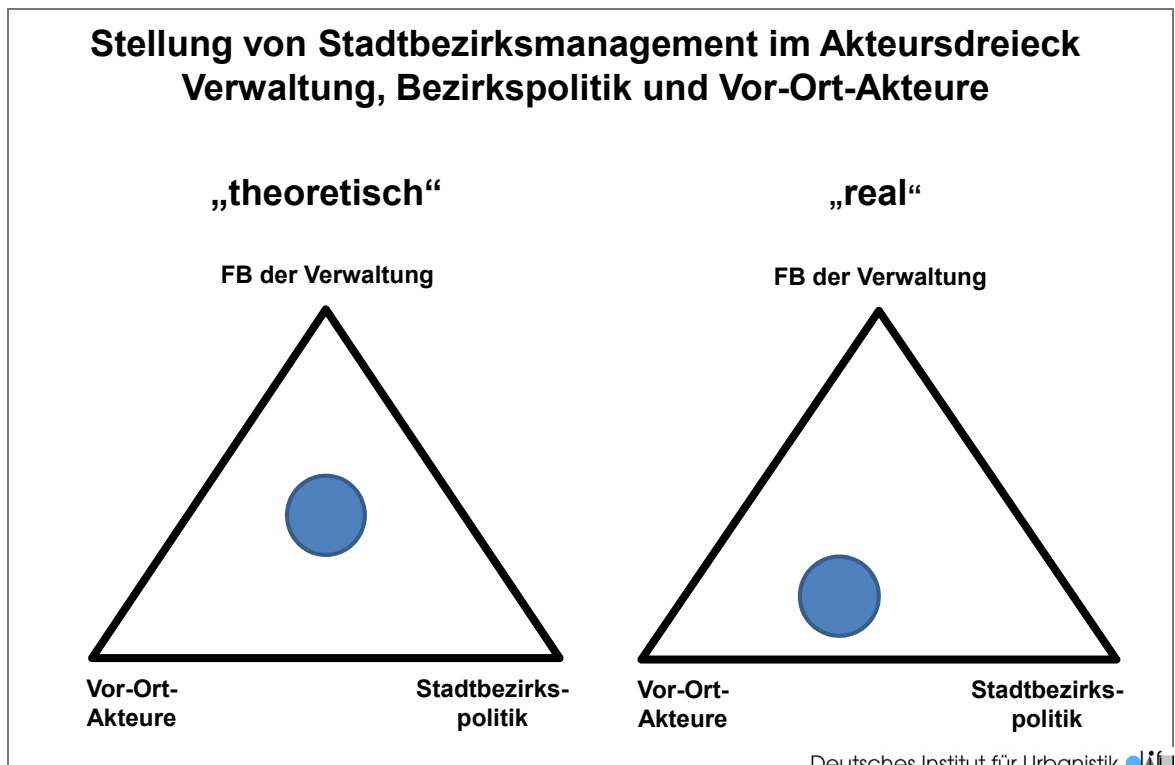 Stellung von Stadtbezirksmanagement im Akteursdreieck
Verwaltung, Bezirkspolitik und Vor-Ort-Akteure
„theoretisch“
„real“
FB der Verwaltung
FB der Verwaltung
Vor-Ort-
Akteure
Stadtbezirks-
politik
Vor-Ort-
Akteure
Stadtbezirks-
politik
Deutsches Institut für Urbanistik